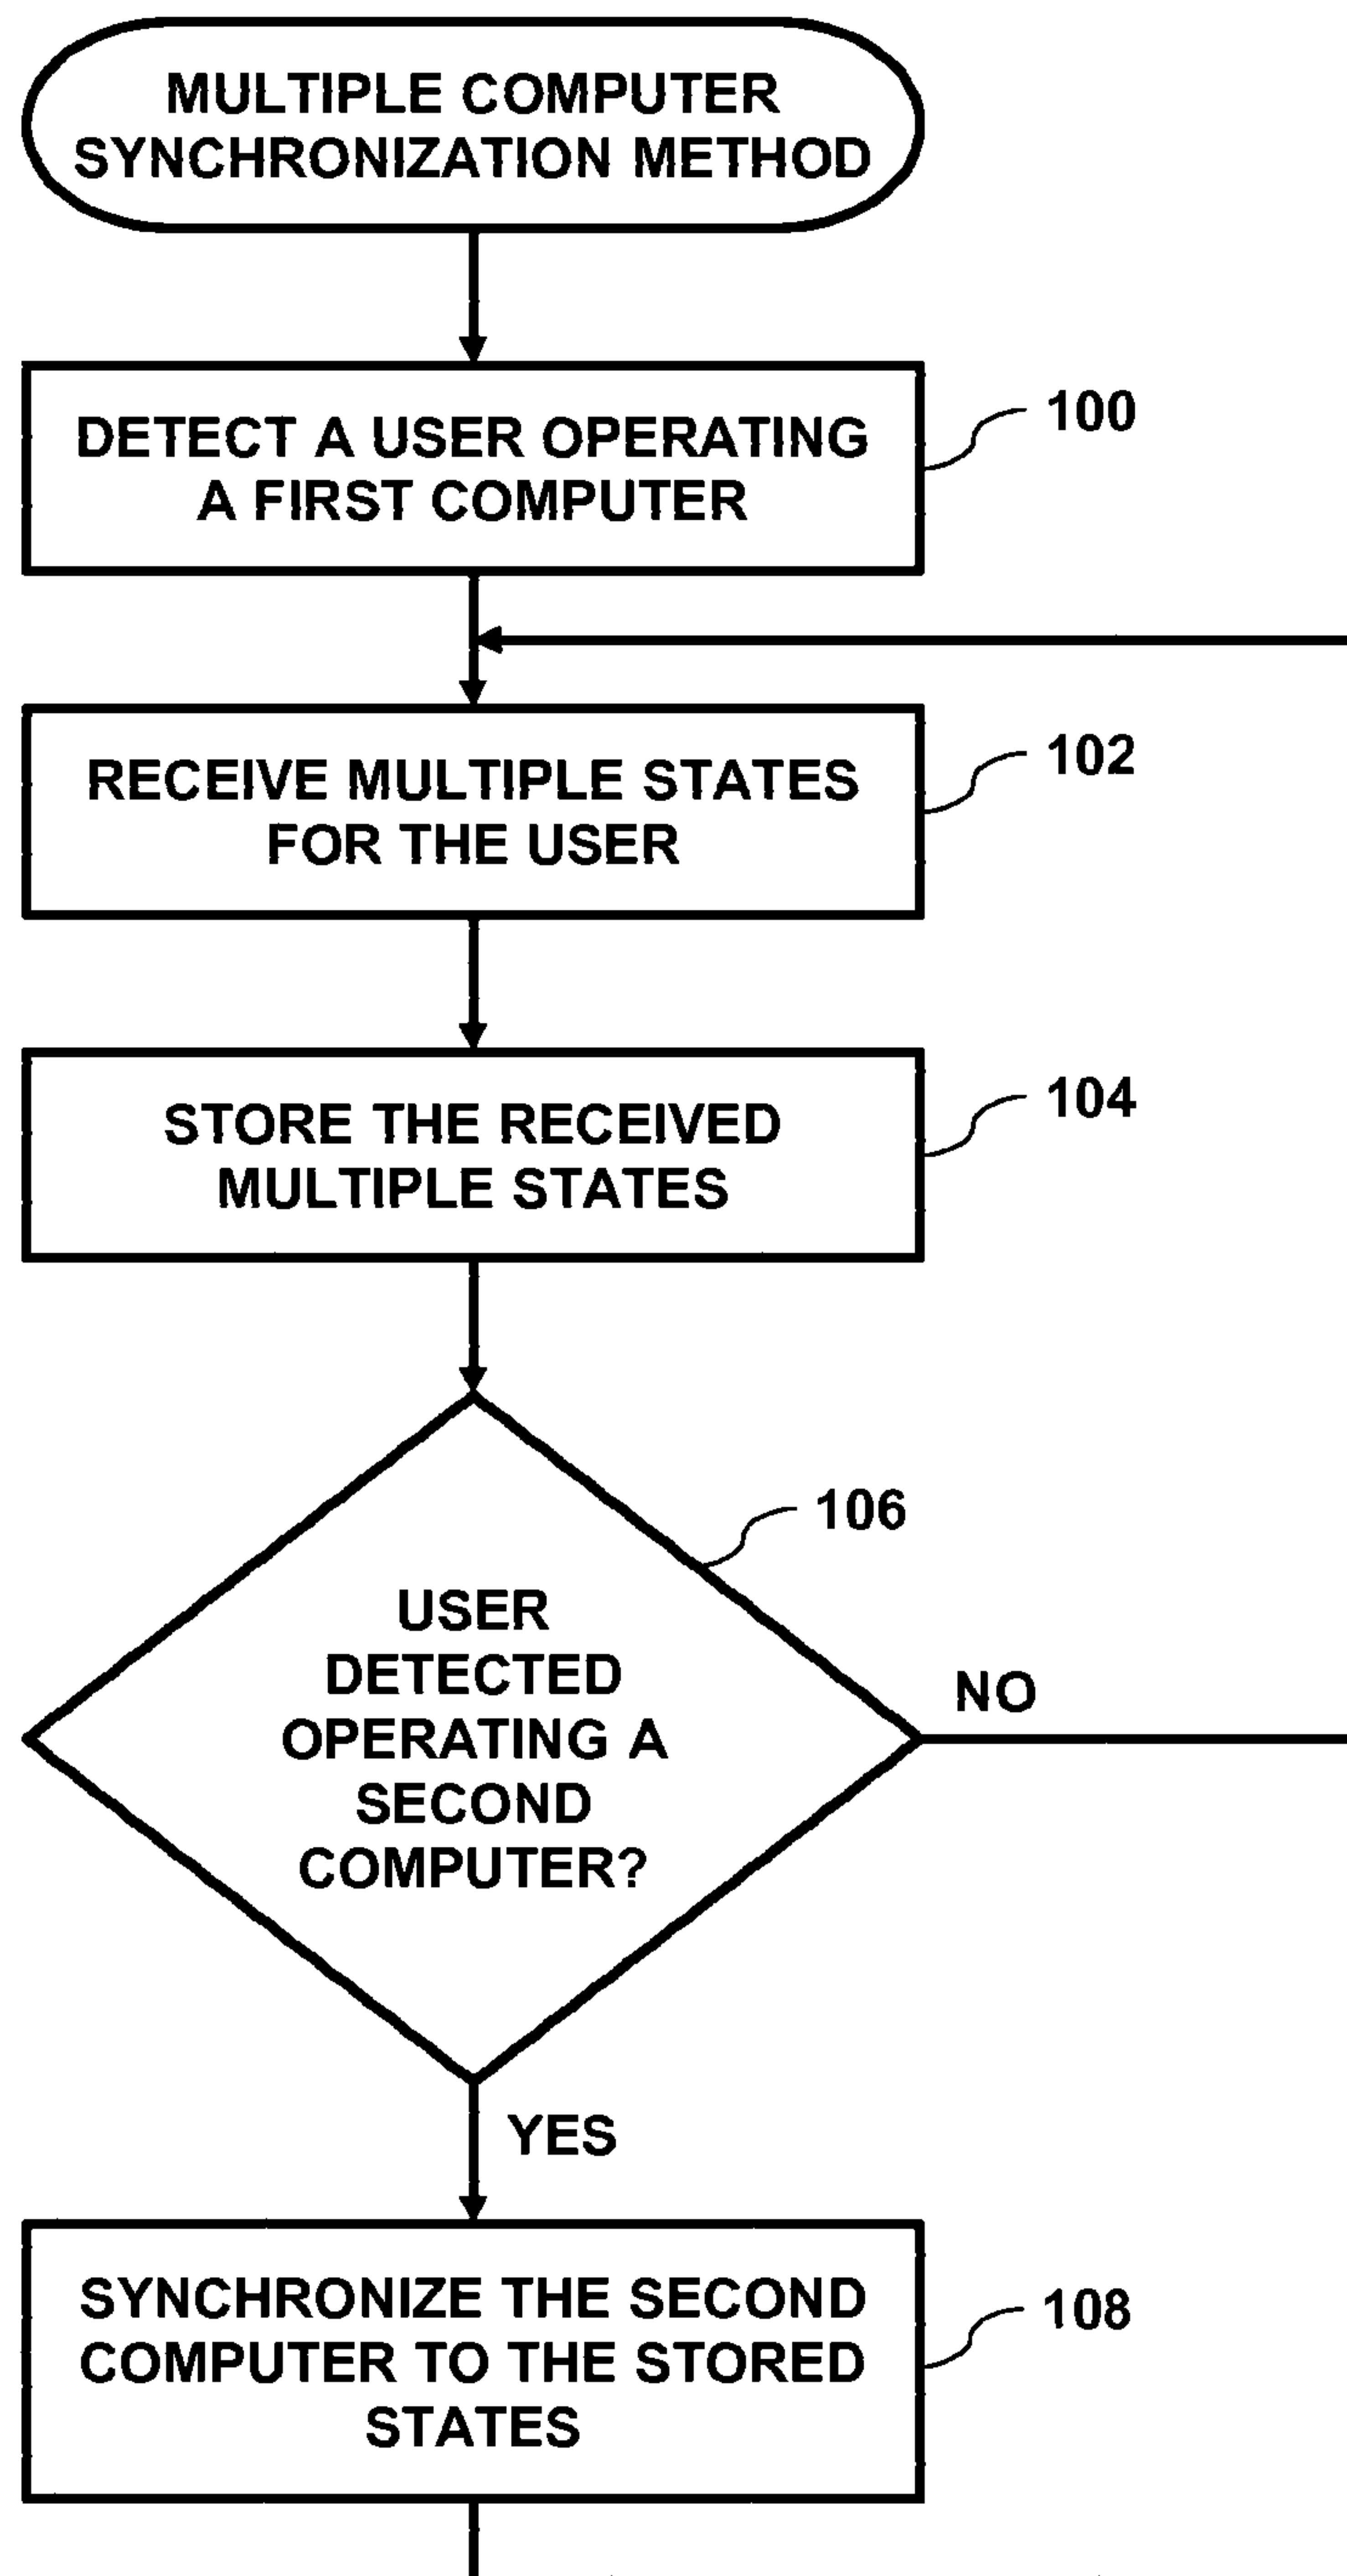 MULTIPLE COMPUTER
SYNCHRONIZATION METHOD
DETECT A USER OPERATING
A FIRST COMPUTER
100
RECEIVE MULTIPLE STATES
FOR THE USER
102
STORE THE RECEIVED
MULTIPLE STATES
104
106
USER
DETECTED
OPERATING A
SECOND
COMPUTER?
NO
YES
SYNCHRONIZE THE SECOND
COMPUTER TO THE STORED
STATES
108